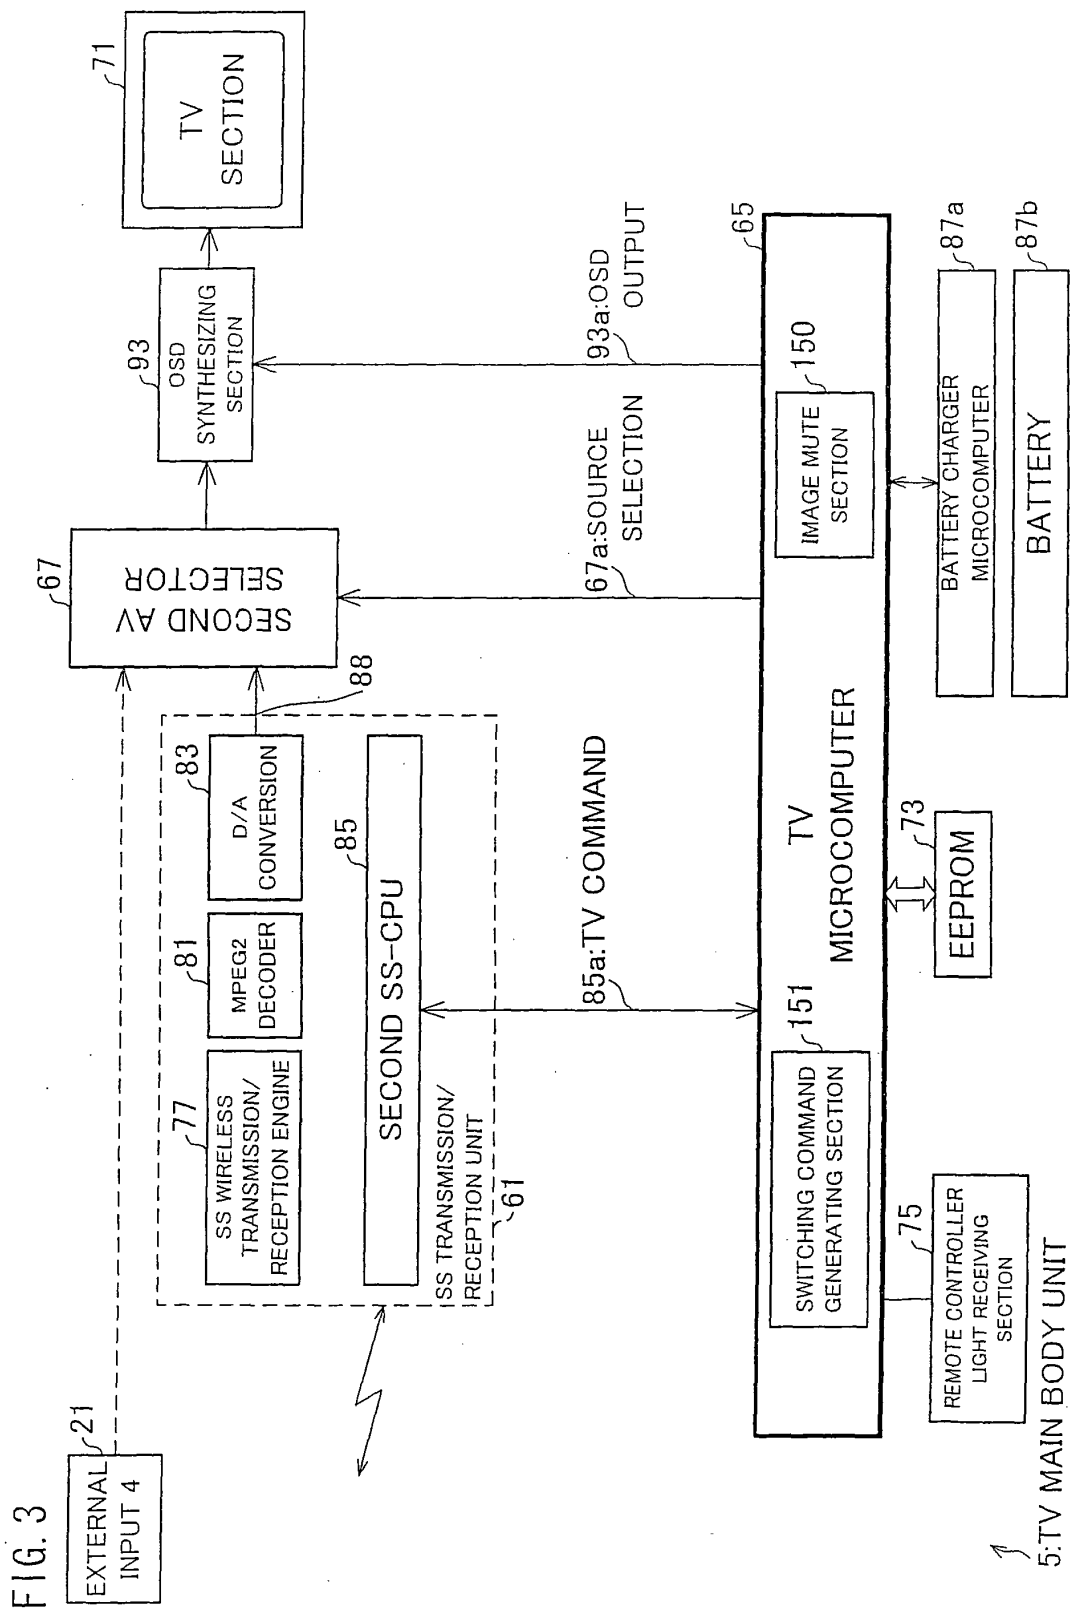 FIG. 3
EXTERNAL
INPUT 4
21
SECOND AV
SELECTOR
67
OSD
SYNTHESIZING
SECTION
93
TV
SECTION
71
SS WIRELESS
TRANSMISSION/
RECEPTION ENGINE
77
MPEG2
DECODER
81
D/A
CONVERSION
83
88
SECOND SS-CPU
85
SS TRANSMISSION/
RECEPTION UNIT
61
85a:TV COMMAND
67a:SOURCE
SELECTION
93a:OSD
OUTPUT
65
SWITCHING COMMAND
GENERATING SECTION
151
TV
MICROCOMPUTER
IMAGE MUTE
SECTION
150
REMOTE CONTROLLER
LIGHT RECEIVING
SECTION
75
EEPROM
73
BATTERY CHARGER
MICROCOMPUTER
87a
BATTERY
87b
5:TV MAIN BODY UNIT